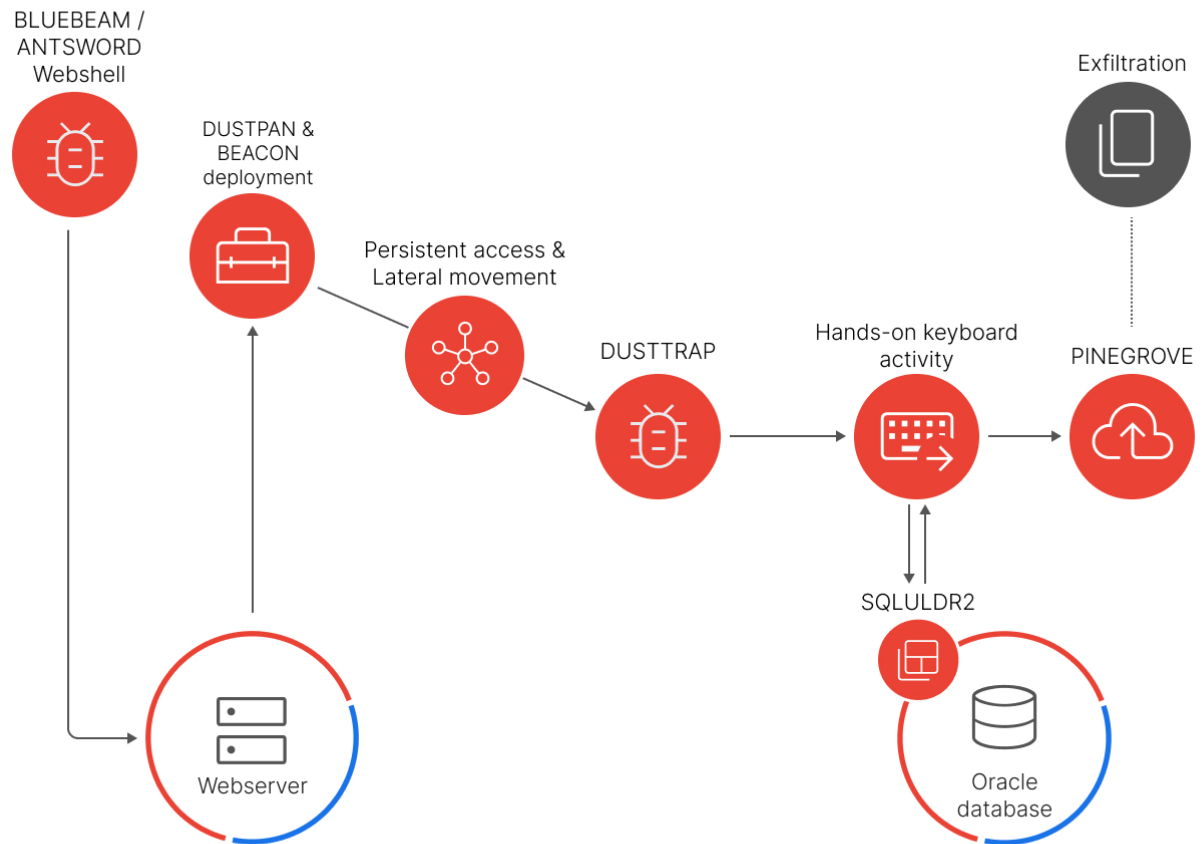 BLUEBEAM /
ANTSWORD
Webshell
DUSTPAN &
BEACON
deployment
Persistent access &
Lateral movement
DUSTTRAP
Hands-on keyboard
activity
PINEGROVE
Exfiltration
SQLULDR2
Webserver
Oracle
database